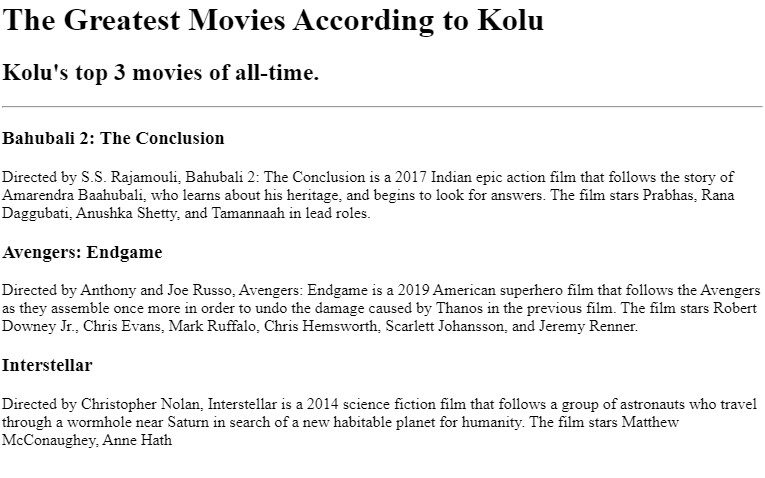 The Greatest Movies According to Kolu
Kolu's top 3 movies of all-time.
Bahubali 2: The Conclusion
Directed by S.S. Rajamouli, Bahubali 2: The Conclusion is a 2017 Indian epic action film that follows the story of
Amarendra Baahubali, who learns about his heritage, and begins to look for answers. The film stars Prabhas, Rana
Daggubati, Anushka Shetty, and Tamannaah in lead roles.
Avengers: Endgame
Directed by Anthony and Joe Russo, Avengers: Endgame is a 2019 American superhero film that follows the Avengers
as they assemble once more in order to undo the damage caused by Thanos in the previous film. The film stars Robert
Downey Jr., Chris Evans, Mark Ruffalo, Chris Hemsworth, Scarlett Johansson, and Jeremy Renner.
Interstellar
Directed by Christopher Nolan, Interstellar is a 2014 science fiction film that follows a group of astronauts who travel
through a wormhole near Saturn in search of a new habitable planet for humanity. The film stars Matthew
McConaughey, Anne Hath